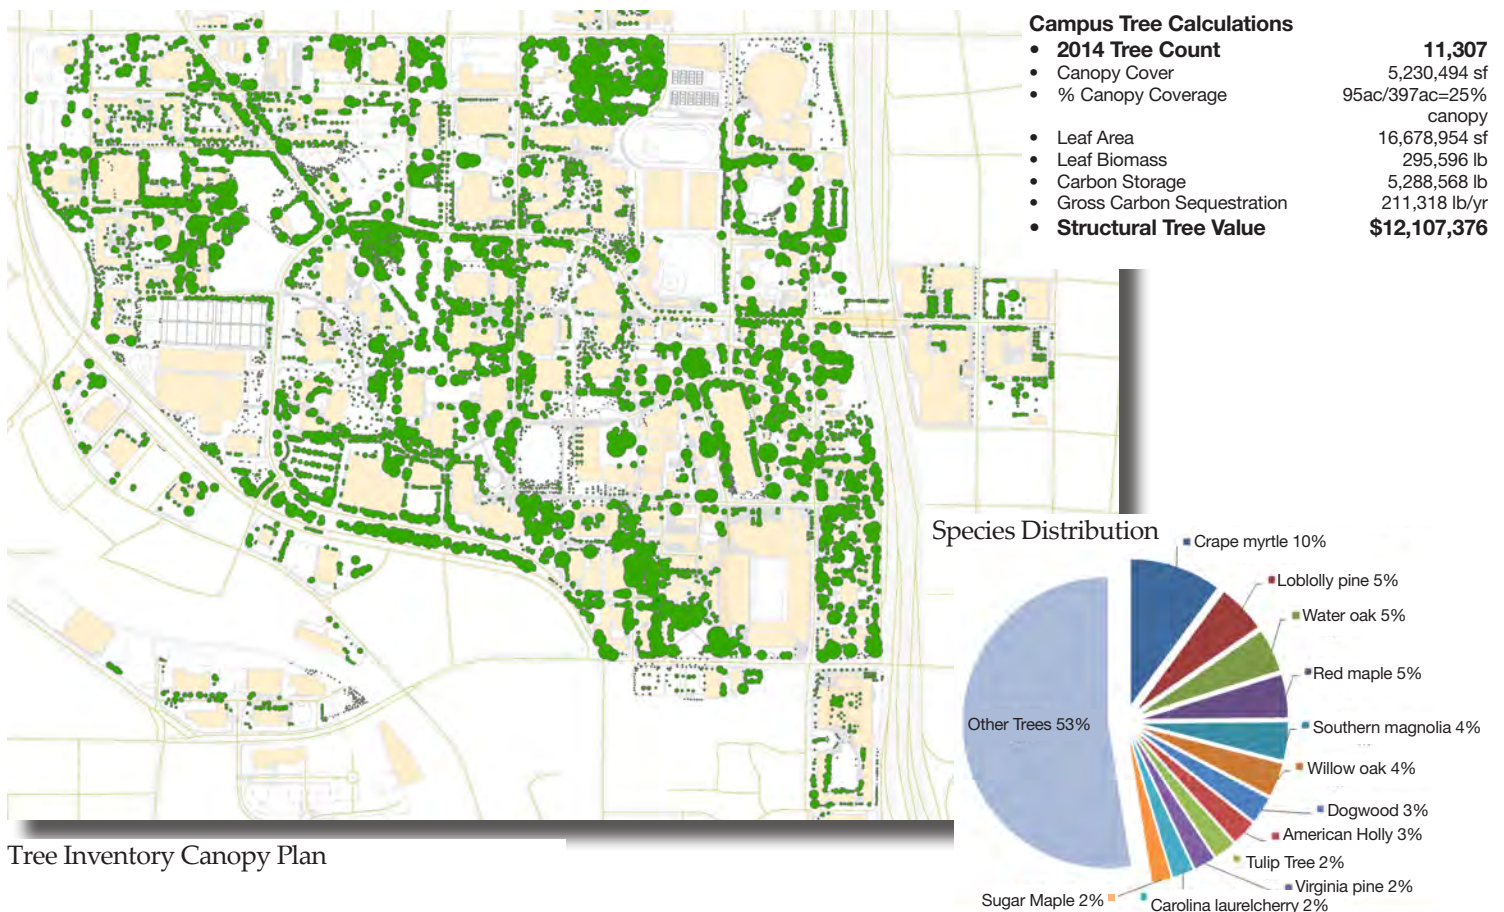 Campus Tree Calculations
• 2014 Tree Count 11,307
• Canopy Cover 5,230,494 sf
• % Canopy Coverage 95ac/397ac=25%
canopy
• Leaf Area 16,678,954 sf
• Leaf Biomass 295,596 lb
• Carbon Storage 5,288,568 lb
• Gross Carbon Sequestration 211,318 lb/yr
• Structural Tree Value $12,107,376
Species Distribution
Crape myrtle 10%
Loblolly pine 5%
Water oak 5%
Red maple 5%
Southern magnolia 4%
Willow oak 4%
Dogwood 3%
American Holly 3%
Tulip Tree 2%
Virginia pine 2%
Carolina laurelcherry 2%
Sugar Maple 2%
Other Trees 53%
Tree Inventory Canopy Plan